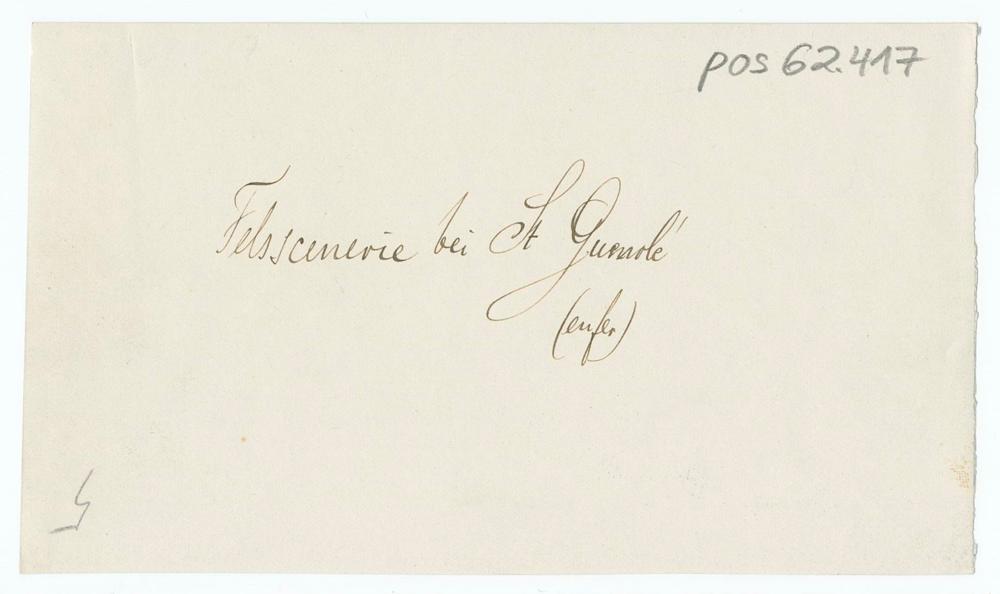 pos 62.417
Felsscenerie bei St Guenolé
(enfer)